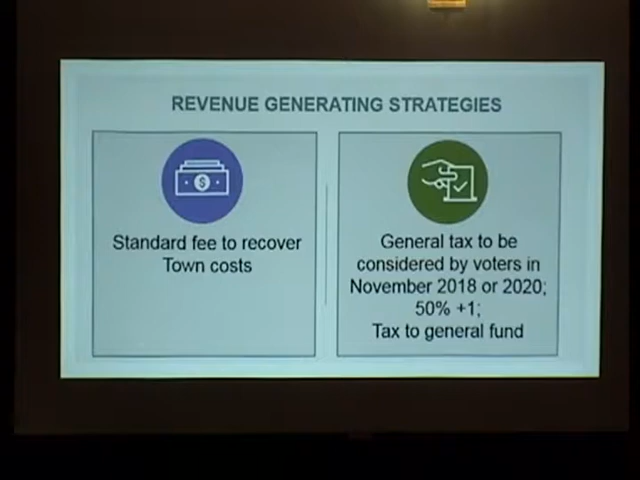 REVENUE GENERATING STRATEGIES
$
Standard fee to recover
Town costs
General tax to be
considered by voters in
November 2018 or 2020;
50% +1;
Tax to general fund